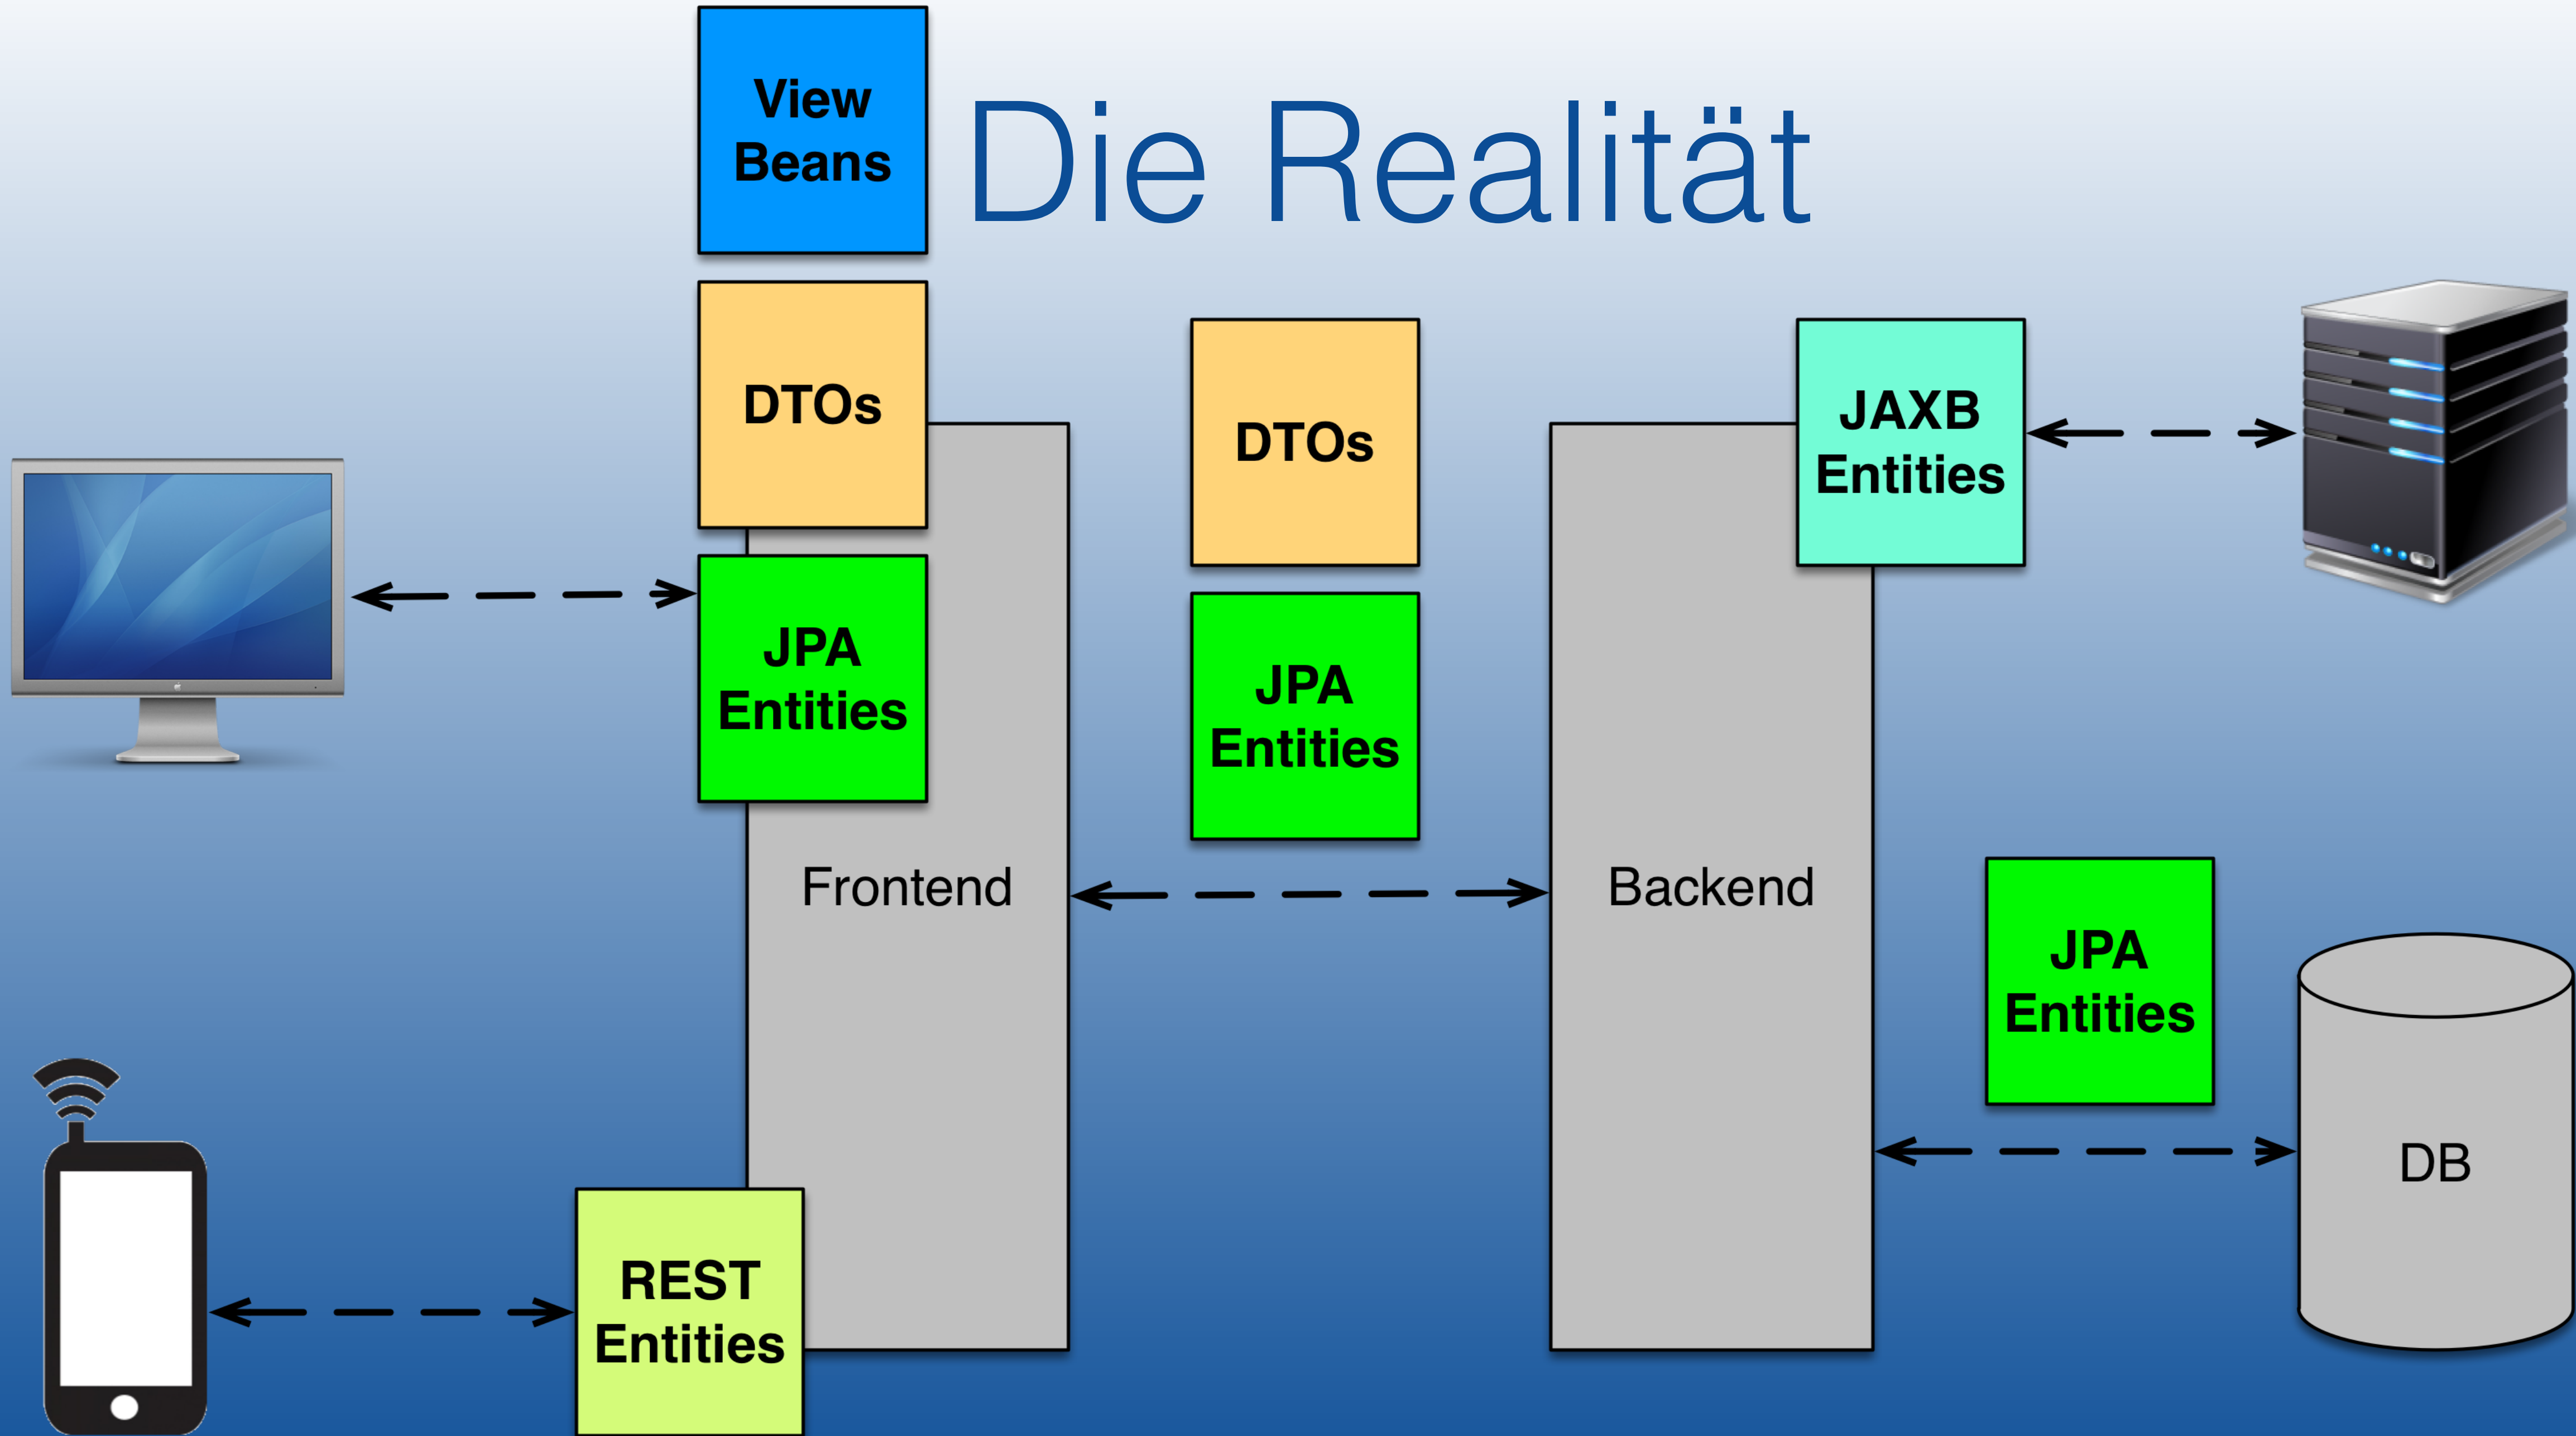 View
Beans
Die Realität
DTOs
DTOs
JAXB
Entities
JPA
Entities
JPA
Entities
Frontend
Backend
JPA
Entities
DB
REST
Entities